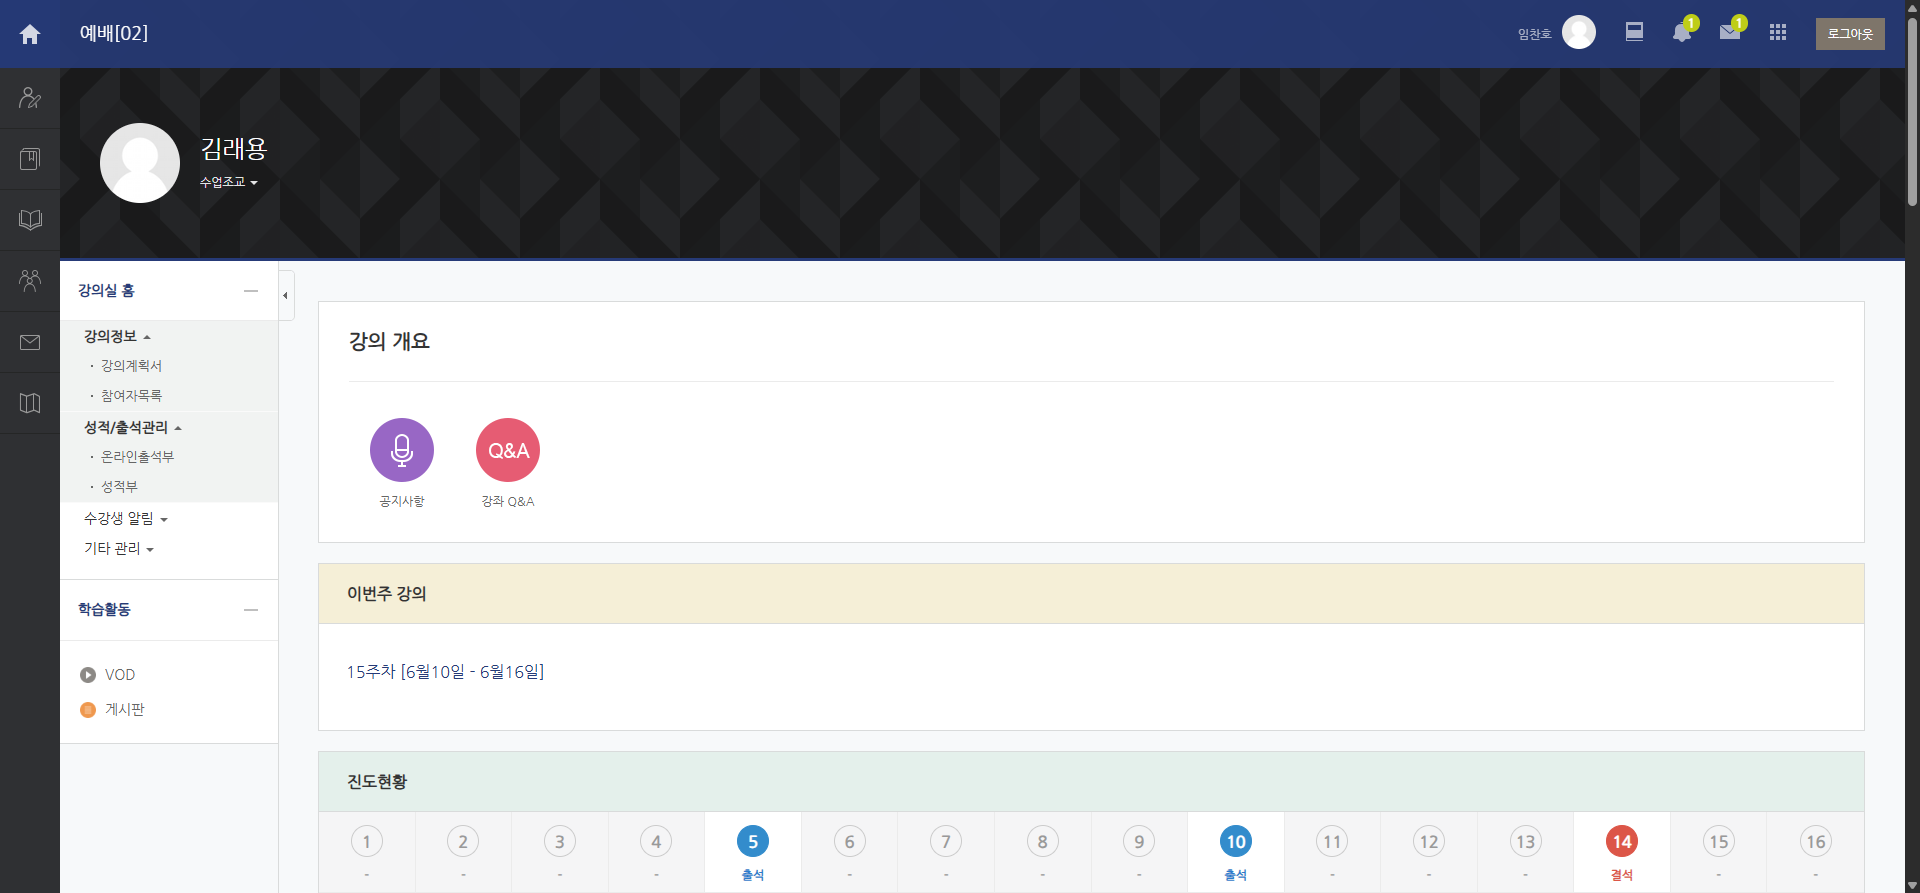 예배[02]
임찬호
1
1
로그아웃
김래용
수업조교
강의실 홈
강의정보
· 강의계획서
· 참여자목록
성적/출석관리
· 온라인출석부
· 성적부
수강생 알림
기타 관리
학습활동
VOD
게시판
강의 개요
Q&A
공지사항
강좌 Q&A
이번주 강의
15주차 [6월10일 - 6월16일]
진도현황
1 2 3 4 5 6 7 8 9 10 11 12 13 14 15 16
- - - - 출석 - - - - 출석 - - - 결석 - -